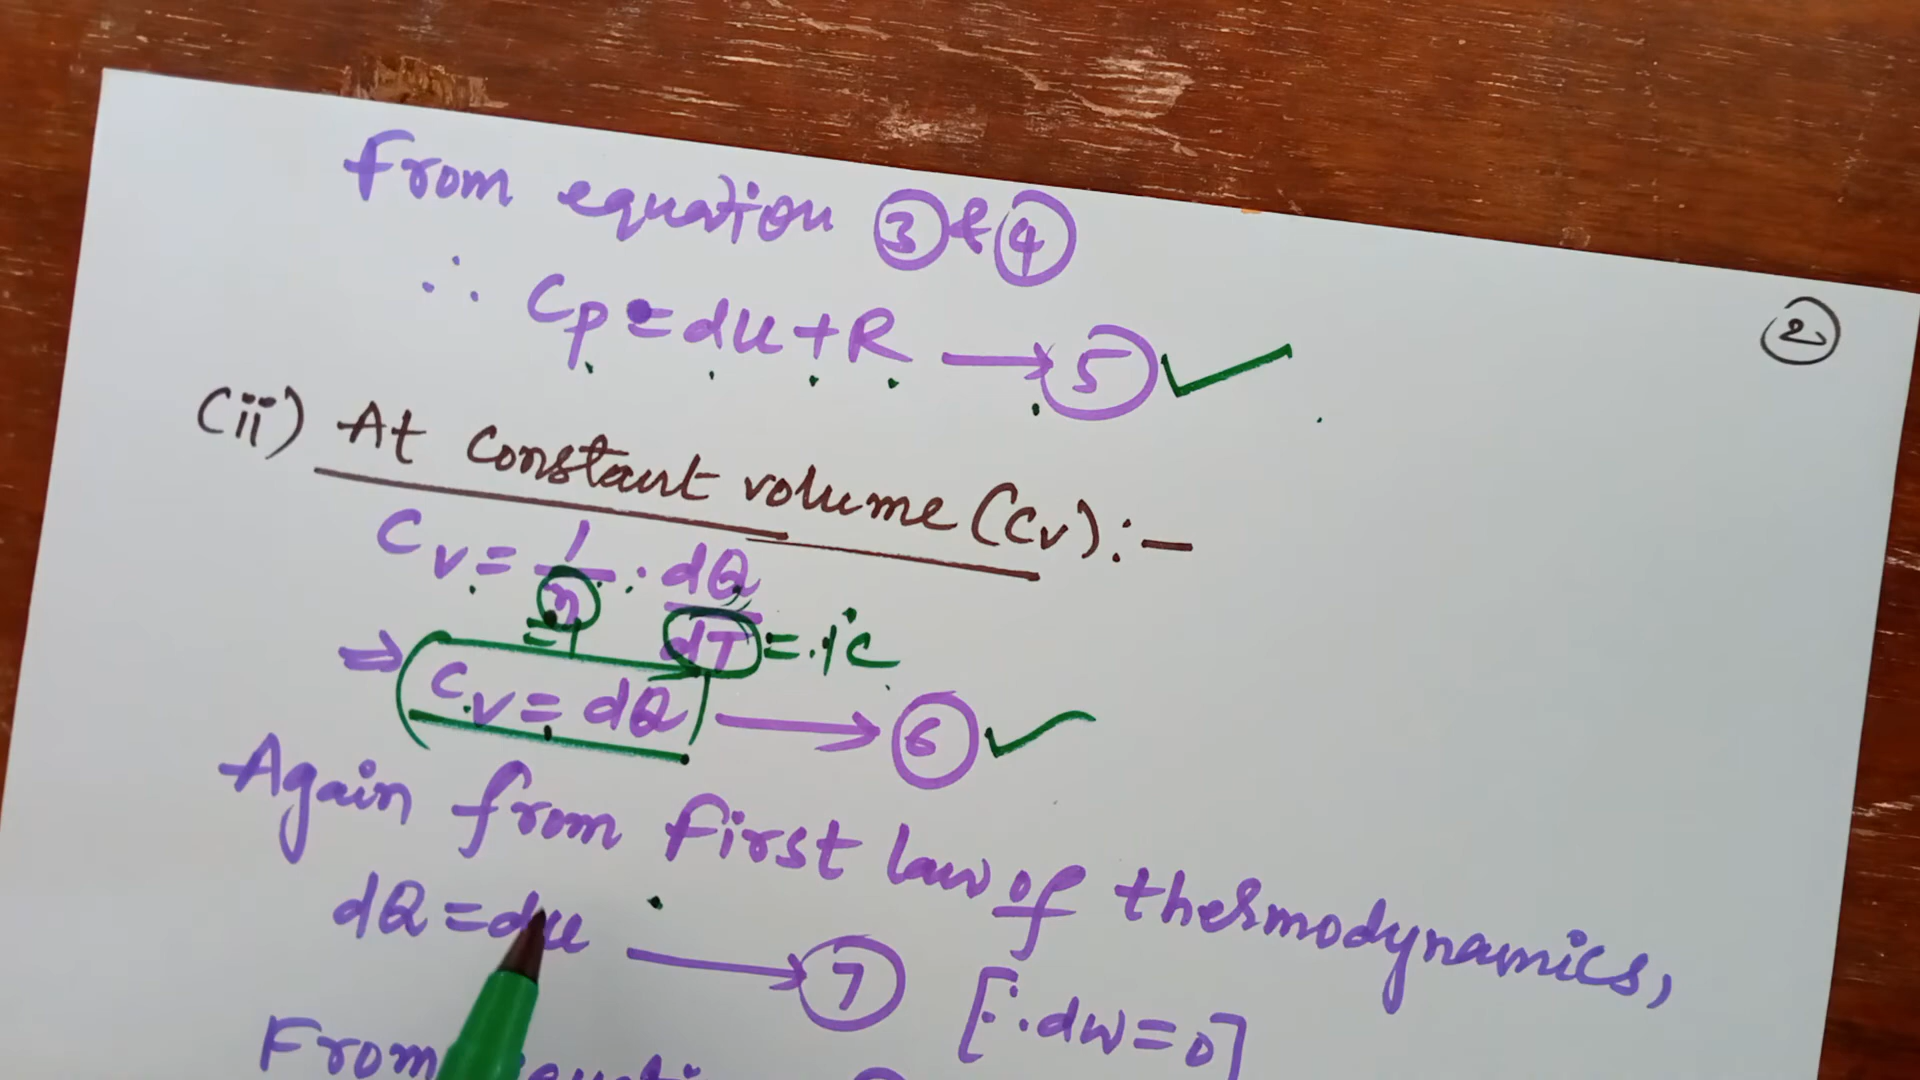 From equation ③ & ④
②
∴ Cp = du + R ⟶ ⑤ ✓
(ii) At constant volume (Cv):-
Cv = 1/n · dQ/dT = 1°C
= 1
⇒ Cv = dQ ⟶ ⑥ ✓
Again from first law of thermodynamics,
dQ = du ⟶ ⑦ [∵ dw = 0]
From